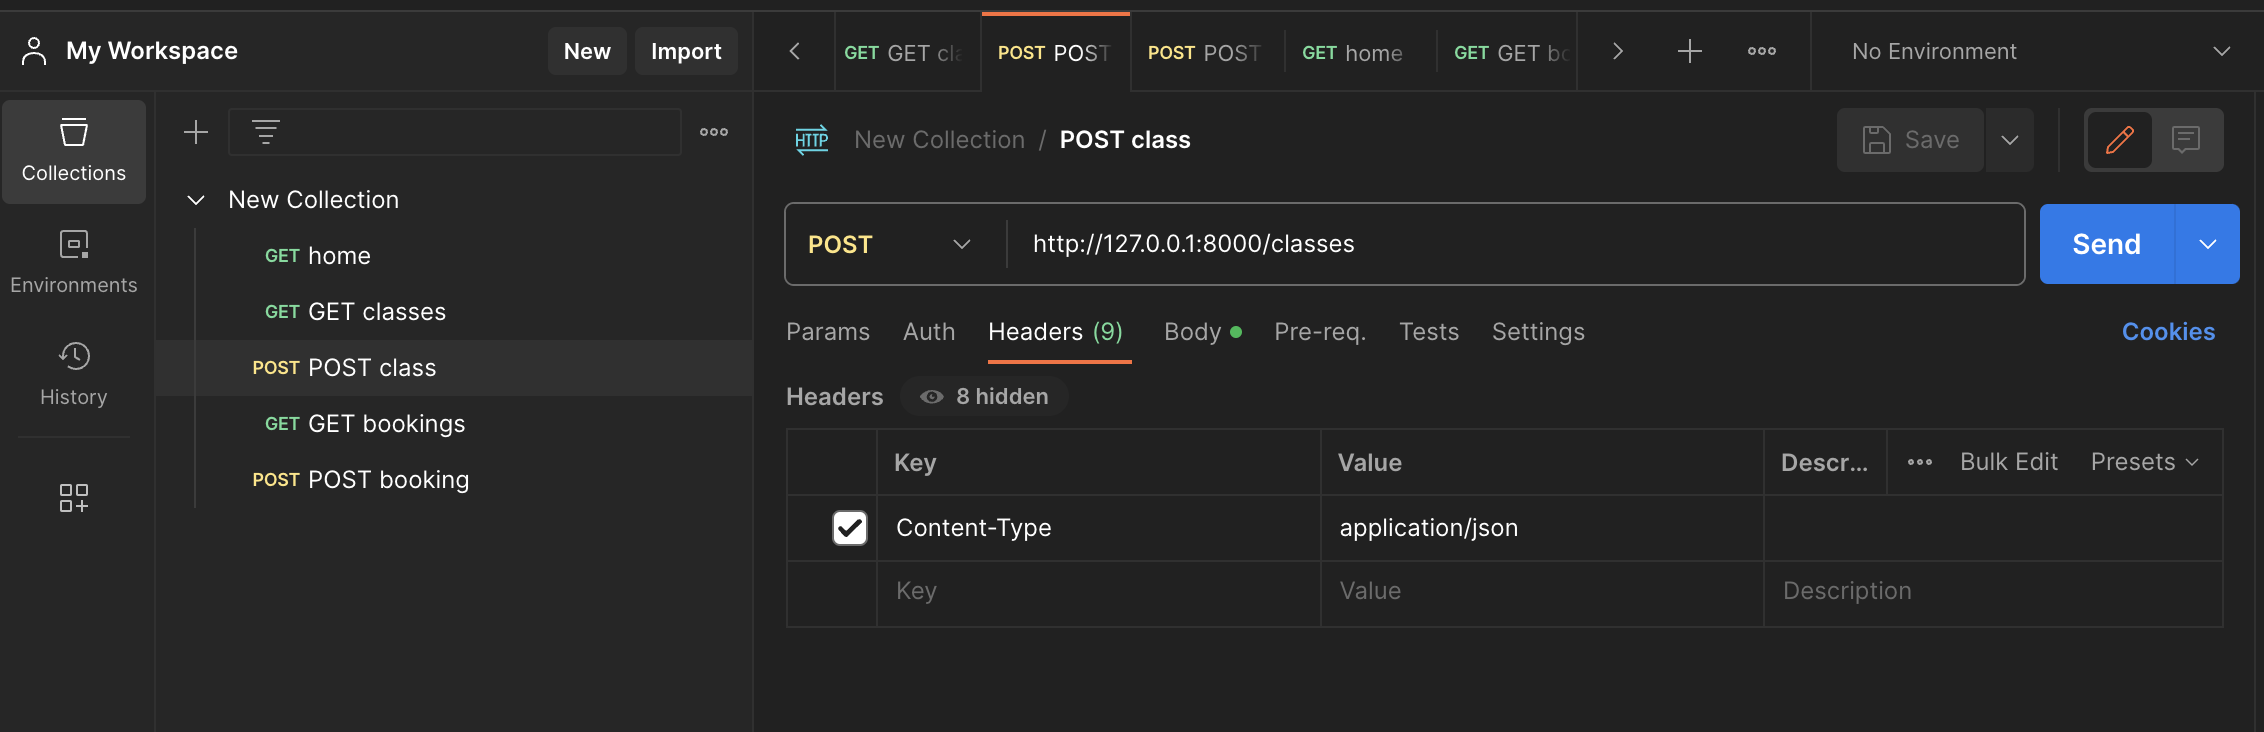 My Workspace
New
Import
GET GET cla
POST POST
POST POST
GET home
GET GET bo
No Environment
Collections
Environments
History
New Collection
GET home
GET GET classes
POST POST class
GET GET bookings
POST POST booking
HTTP New Collection / POST class
Save
POST http://127.0.0.1:8000/classes
Send
Params Auth Headers (9) Body Pre-req. Tests Settings
Cookies
Headers 8 hidden
Key Value Descr... Bulk Edit Presets
Content-Type application/json
Key Value Description